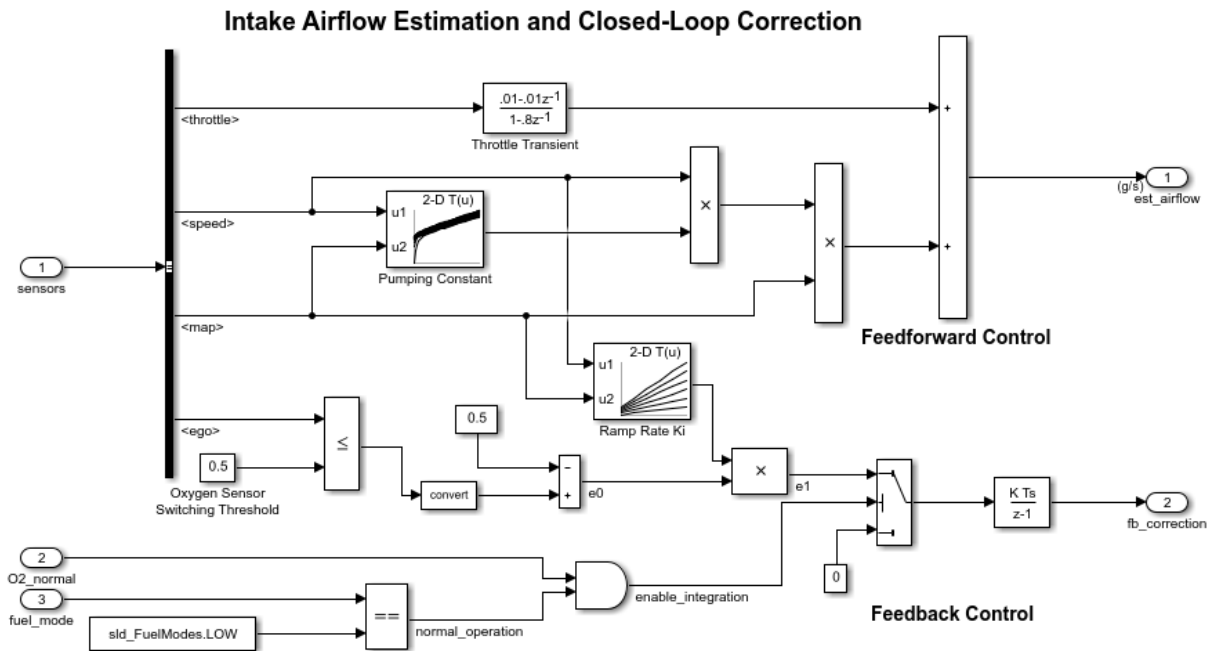 Intake Airflow Estimation and Closed-Loop Correction
<throttle>
.01-.01z-1
1-.8z-1
Throttle Transient
+
1
(g/s)
est_airflow
<speed>
2-D T(u)
u1
u2
Pumping Constant
×
×
+
1
sensors
<map>
Feedforward Control
2-D T(u)
u1
u2
Ramp Rate Ki
<ego>
≤
0.5
0.5
Oxygen Sensor
Switching Threshold
convert
−
+
e0
×
e1
K Ts
z-1
2
fb_correction
2
O2_normal
3
fuel_mode
sld_FuelModes.LOW
==
normal_operation
enable_integration
0
Feedback Control